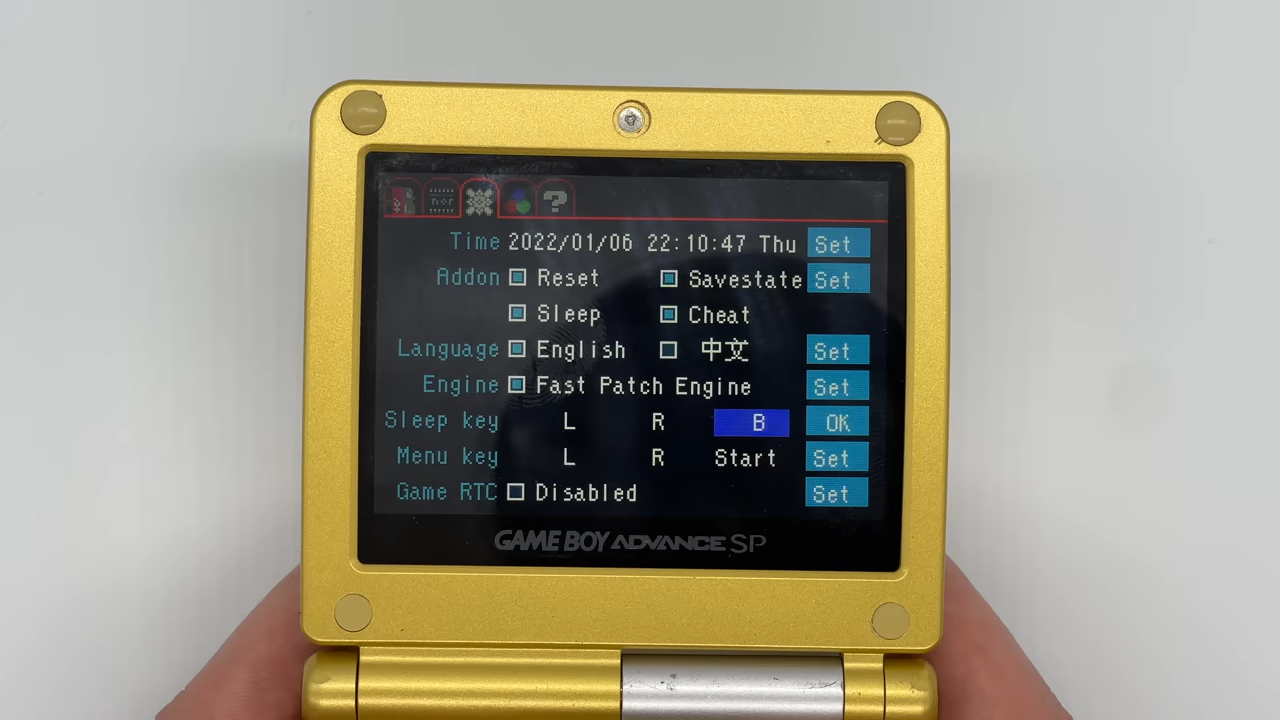 nor ?
Time 2022/01/06 22:10:47 Thu Set
Addon Reset Savestate Set
Sleep Cheat
Language English 中文 Set
Engine Fast Patch Engine Set
Sleep key L R B OK
Menu key L R Start Set
Game RTC Disabled Set
GAME BOY ADVANCE SP